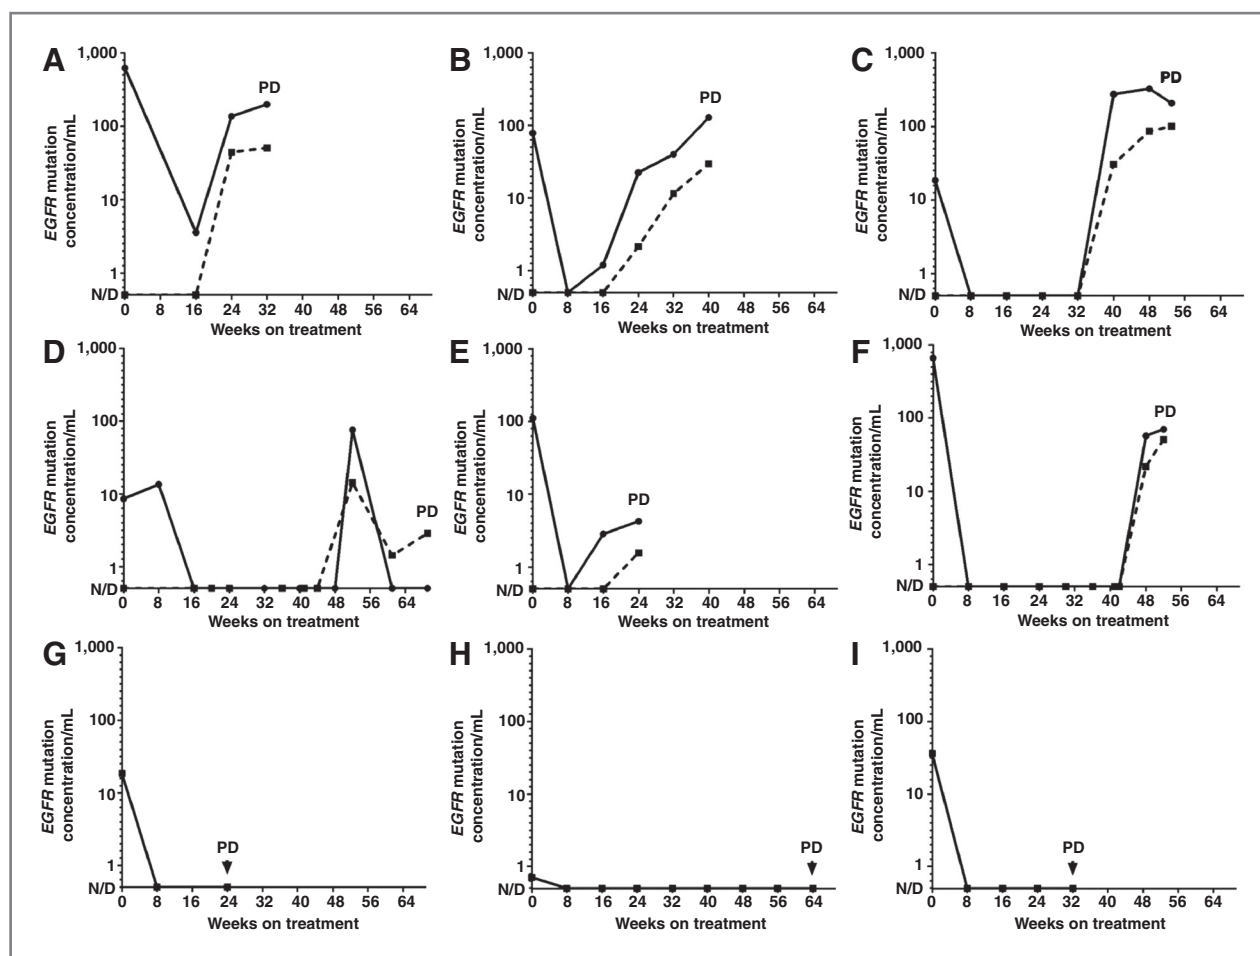 A
EGFR mutation
concentration/mL
1,000
100
10
1
N/D
PD
0 8 16 24 32 40 48 56 64
Weeks on treatment
B
EGFR mutation
concentration/mL
1,000
100
10
1
N/D
PD
0 8 16 24 32 40 48 56 64
Weeks on treatment
C
EGFR mutation
concentration/mL
1,000
100
10
1
N/D
PD
0 8 16 24 32 40 48 56 64
Weeks on treatment
D
EGFR mutation
concentration/mL
1,000
100
10
1
N/D
PD
0 8 16 24 32 40 48 56 64
Weeks on treatment
E
EGFR mutation
concentration/mL
1,000
100
10
1
N/D
PD
0 8 16 24 32 40 48 56 64
Weeks on treatment
F
EGFR mutation
concentration/mL
1,000
100
10
1
N/D
PD
0 8 16 24 32 40 48 56 64
Weeks on treatment
G
EGFR mutation
concentration/mL
1,000
100
10
1
N/D
PD
0 8 16 24 32 40 48 56 64
Weeks on treatment
H
EGFR mutation
concentration/mL
1,000
100
10
1
N/D
PD
0 8 16 24 32 40 48 56 64
Weeks on treatment
I
EGFR mutation
concentration/mL
1,000
100
10
1
N/D
PD
0 8 16 24 32 40 48 56 64
Weeks on treatment